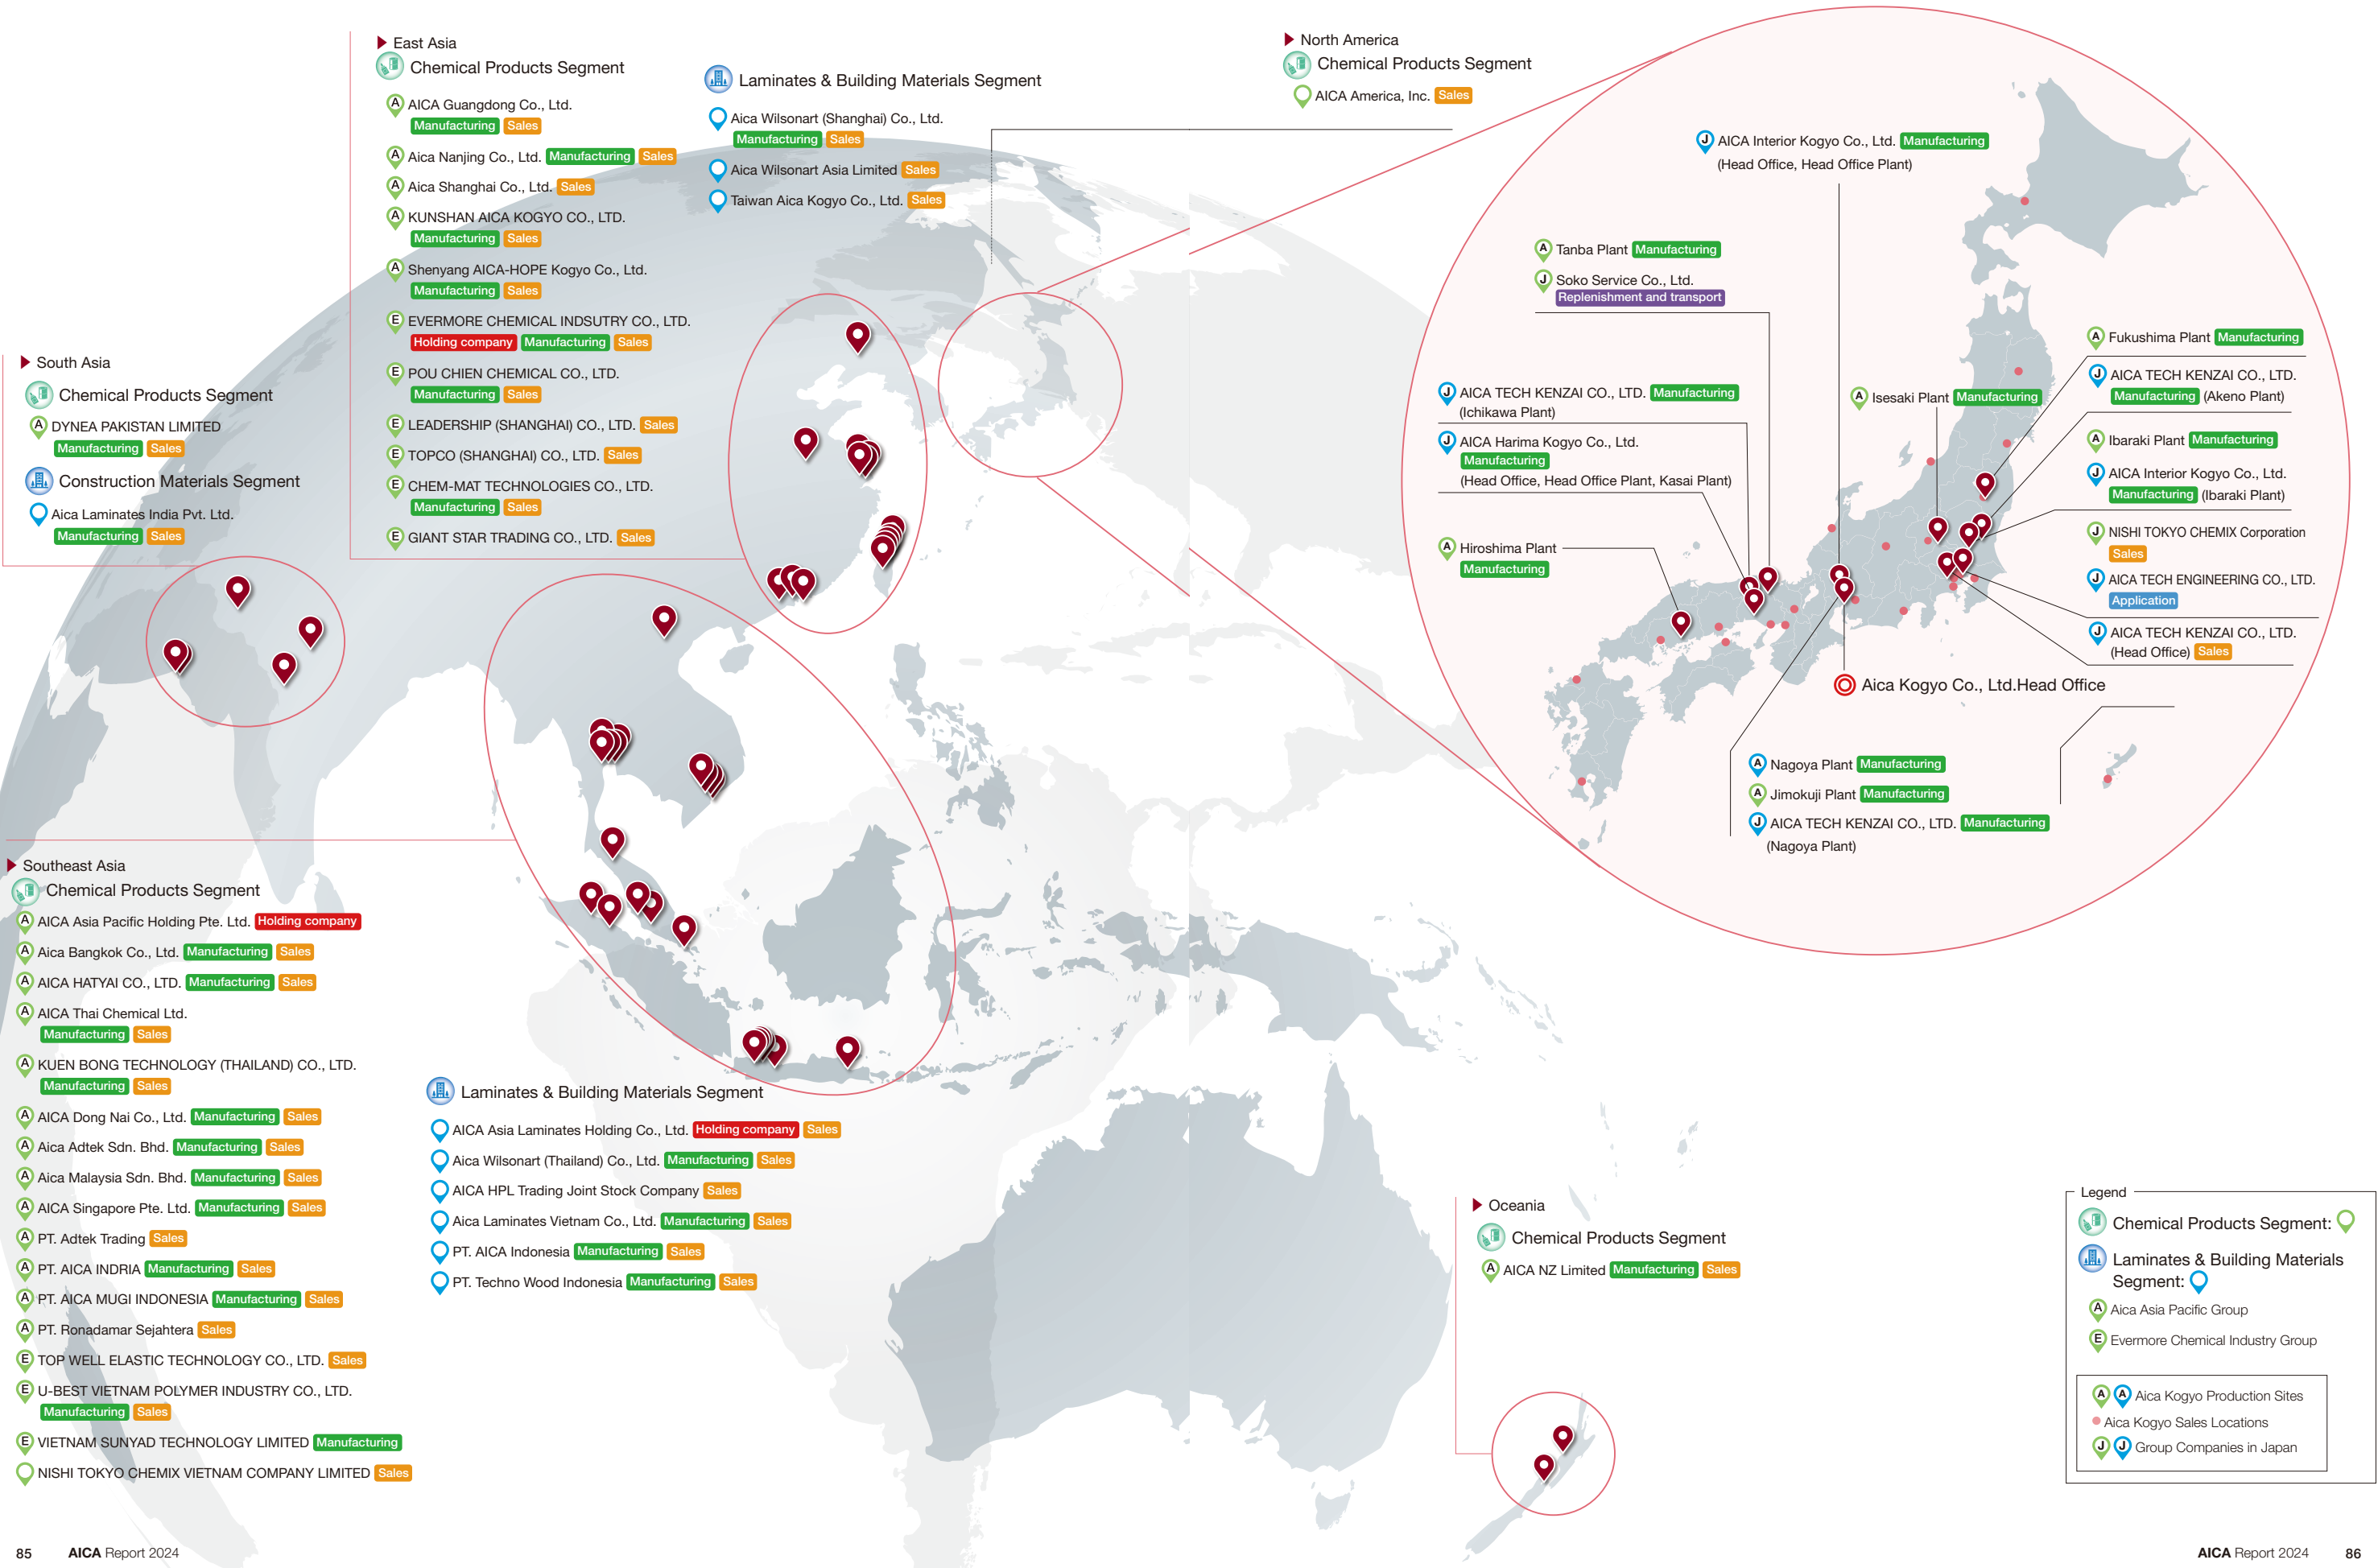 East Asia
Chemical Products Segment
A AICA Guangdong Co., Ltd.
Manufacturing Sales
A Aica Nanjing Co., Ltd. Manufacturing Sales
A Aica Shanghai Co., Ltd. Sales
A KUNSHAN AICA KOGYO CO., LTD.
Manufacturing Sales
A Shenyang AICA-HOPE Kogyo Co., Ltd.
Manufacturing Sales
E EVERMORE CHEMICAL INDSUTRY CO., LTD.
Holding company Manufacturing Sales
E POU CHIEN CHEMICAL CO., LTD.
Manufacturing Sales
E LEADERSHIP (SHANGHAI) CO., LTD. Sales
E TOPCO (SHANGHAI) CO., LTD. Sales
E CHEM-MAT TECHNOLOGIES CO., LTD.
Manufacturing Sales
E GIANT STAR TRADING CO., LTD. Sales
Laminates & Building Materials Segment
Aica Wilsonart (Shanghai) Co., Ltd.
Manufacturing Sales
Aica Wilsonart Asia Limited Sales
Taiwan Aica Kogyo Co., Ltd. Sales
South Asia
Chemical Products Segment
A DYNEA PAKISTAN LIMITED
Manufacturing Sales
Construction Materials Segment
Aica Laminates India Pvt. Ltd.
Manufacturing Sales
Southeast Asia
Chemical Products Segment
A AICA Asia Pacific Holding Pte. Ltd. Holding company
A Aica Bangkok Co., Ltd. Manufacturing Sales
A AICA HATYAI CO., LTD. Manufacturing Sales
A AICA Thai Chemical Ltd.
Manufacturing Sales
A KUEN BONG TECHNOLOGY (THAILAND) CO., LTD.
Manufacturing Sales
A AICA Dong Nai Co., Ltd. Manufacturing Sales
A Aica Adtek Sdn. Bhd. Manufacturing Sales
A Aica Malaysia Sdn. Bhd. Manufacturing Sales
A AICA Singapore Pte. Ltd. Manufacturing Sales
A PT. Adtek Trading Sales
A PT. AICA INDRIA Manufacturing Sales
A PT. AICA MUGI INDONESIA Manufacturing Sales
A PT. Ronadamar Sejahtera Sales
E TOP WELL ELASTIC TECHNOLOGY CO., LTD. Sales
E U-BEST VIETNAM POLYMER INDUSTRY CO., LTD.
Manufacturing Sales
E VIETNAM SUNYAD TECHNOLOGY LIMITED Manufacturing
NISHI TOKYO CHEMIX VIETNAM COMPANY LIMITED Sales
Laminates & Building Materials Segment
AICA Asia Laminates Holding Co., Ltd. Holding company Sales
Aica Wilsonart (Thailand) Co., Ltd. Manufacturing Sales
AICA HPL Trading Joint Stock Company Sales
Aica Laminates Vietnam Co., Ltd. Manufacturing Sales
PT. AICA Indonesia Manufacturing Sales
PT. Techno Wood Indonesia Manufacturing Sales
85 AICA Report 2024
North America
Chemical Products Segment
AICA America, Inc. Sales
J AICA Interior Kogyo Co., Ltd. Manufacturing
(Head Office, Head Office Plant)
A Tanba Plant Manufacturing
J Soko Service Co., Ltd.
Replenishment and transport
J AICA TECH KENZAI CO., LTD. Manufacturing
(Ichikawa Plant)
J AICA Harima Kogyo Co., Ltd.
Manufacturing
(Head Office, Head Office Plant, Kasai Plant)
A Hiroshima Plant
Manufacturing
A Isesaki Plant Manufacturing
A Fukushima Plant Manufacturing
J AICA TECH KENZAI CO., LTD.
Manufacturing (Akeno Plant)
A Ibaraki Plant Manufacturing
J AICA Interior Kogyo Co., Ltd.
Manufacturing (Ibaraki Plant)
J NISHI TOKYO CHEMIX Corporation
Sales
J AICA TECH ENGINEERING CO., LTD.
Application
J AICA TECH KENZAI CO., LTD.
(Head Office) Sales
Aica Kogyo Co., Ltd.Head Office
A Nagoya Plant Manufacturing
A Jimokuji Plant Manufacturing
J AICA TECH KENZAI CO., LTD. Manufacturing
(Nagoya Plant)
Oceania
Chemical Products Segment
A AICA NZ Limited Manufacturing Sales
Legend
Chemical Products Segment:
Laminates & Building Materials
Segment:
A Aica Asia Pacific Group
E Evermore Chemical Industry Group
A A Aica Kogyo Production Sites
Aica Kogyo Sales Locations
J J Group Companies in Japan
AICA Report 2024 86